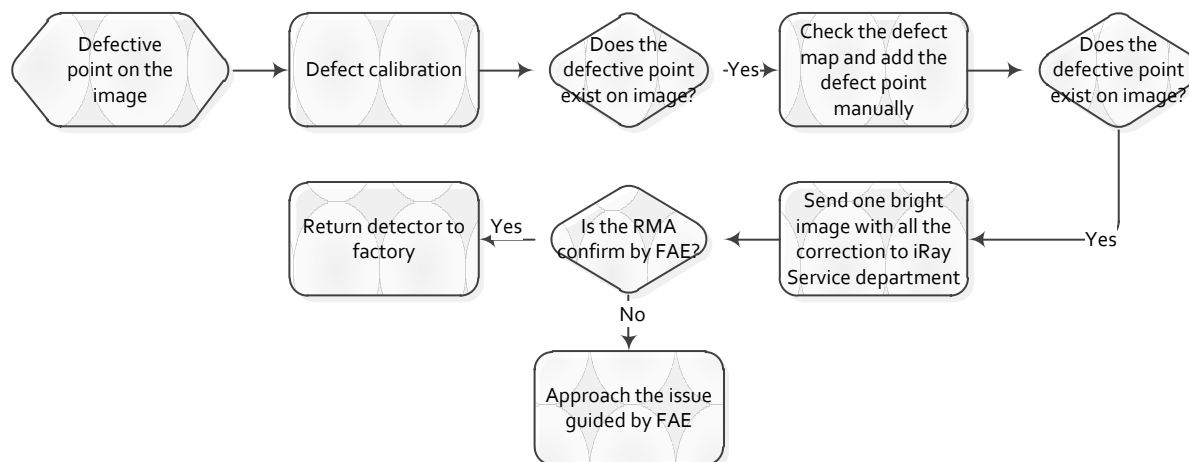 Defective
point on the
image
Defect calibration
Does the
defective point
exist on image?
Yes
Check the defect
map and add the
defect point
manually
Does the
defective point
exist on image?
Yes
Send one bright
image with all the
correction to iRay
Service department
Is the RMA
confirm by FAE?
Yes
Return detector to
factory
No
Approach the issue
guided by FAE